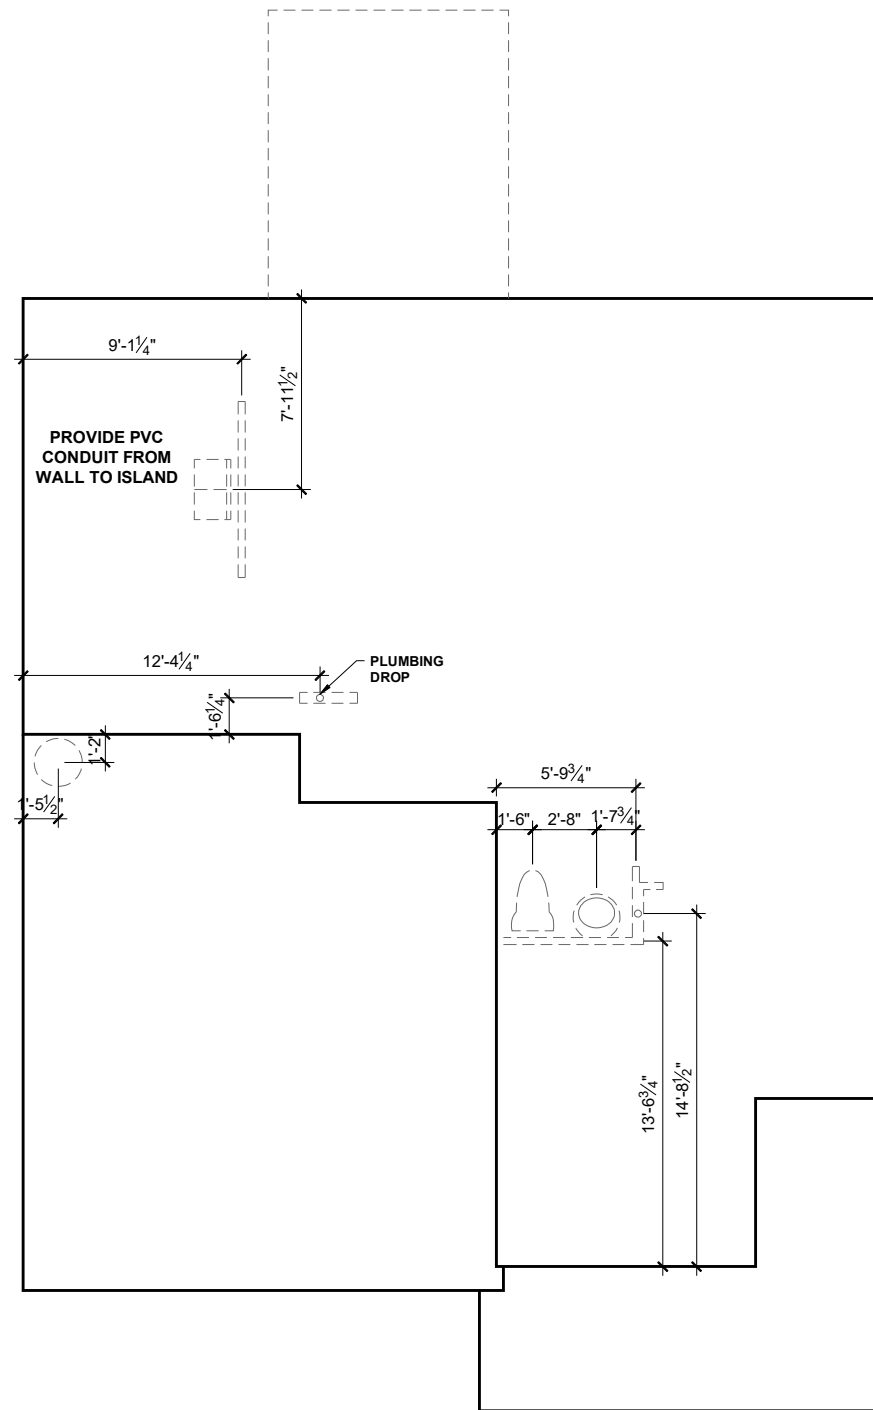 9'-1¼"
7'-11½"
PROVIDE PVC
CONDUIT FROM
WALL TO ISLAND
12'-4¼"
PLUMBING
DROP
1'-6¼"
1'-2"
1'-5½"
5'-9¾"
1'-6"
2'-8"
1'-7¾"
13'-6¾"
14'-8½"